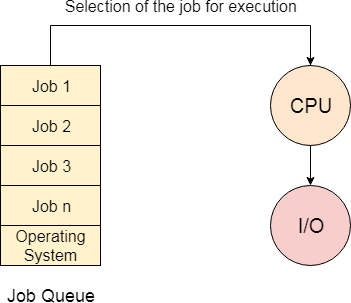 Selection of the job for execution
Job 1
Job 2
Job 3
Job n
Operating
System
CPU
I/O
Job Queue